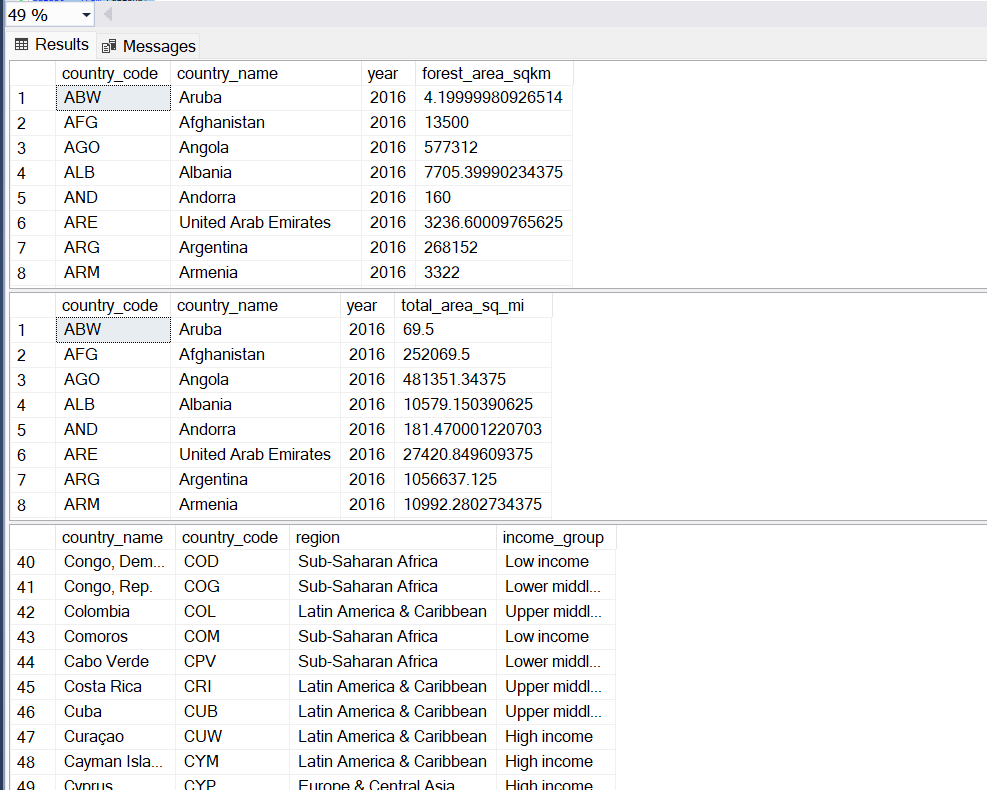 49 %
Results Messages
country_code country_name year forest_area_sqkm
1 ABW Aruba 2016 4.19999980926514
2 AFG Afghanistan 2016 13500
3 AGO Angola 2016 577312
4 ALB Albania 2016 7705.39990234375
5 AND Andorra 2016 160
6 ARE United Arab Emirates 2016 3236.60009765625
7 ARG Argentina 2016 268152
8 ARM Armenia 2016 3322
country_code country_name year total_area_sq_mi
1 ABW Aruba 2016 69.5
2 AFG Afghanistan 2016 252069.5
3 AGO Angola 2016 481351.34375
4 ALB Albania 2016 10579.150390625
5 AND Andorra 2016 181.470001220703
6 ARE United Arab Emirates 2016 27420.849609375
7 ARG Argentina 2016 1056637.125
8 ARM Armenia 2016 10992.2802734375
country_name country_code region income_group
40 Congo, Dem... COD Sub-Saharan Africa Low income
41 Congo, Rep. COG Sub-Saharan Africa Lower middl...
42 Colombia COL Latin America & Caribbean Upper middl...
43 Comoros COM Sub-Saharan Africa Low income
44 Cabo Verde CPV Sub-Saharan Africa Lower middl...
45 Costa Rica CRI Latin America & Caribbean Upper middl...
46 Cuba CUB Latin America & Caribbean Upper middl...
47 Curaçao CUW Latin America & Caribbean High income
48 Cayman Isla... CYM Latin America & Caribbean High income
49 Cyprus CYP Europe & Central Asia High income